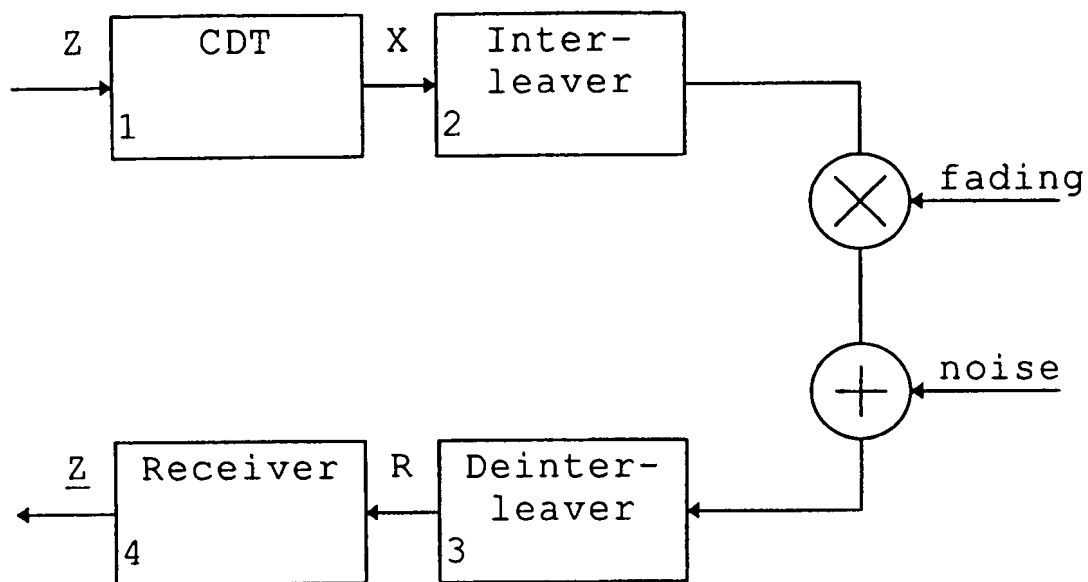 Z
CDT
1
X
Inter-
leaver
2
fading
noise
Z
Receiver
4
R
Deinter-
leaver
3